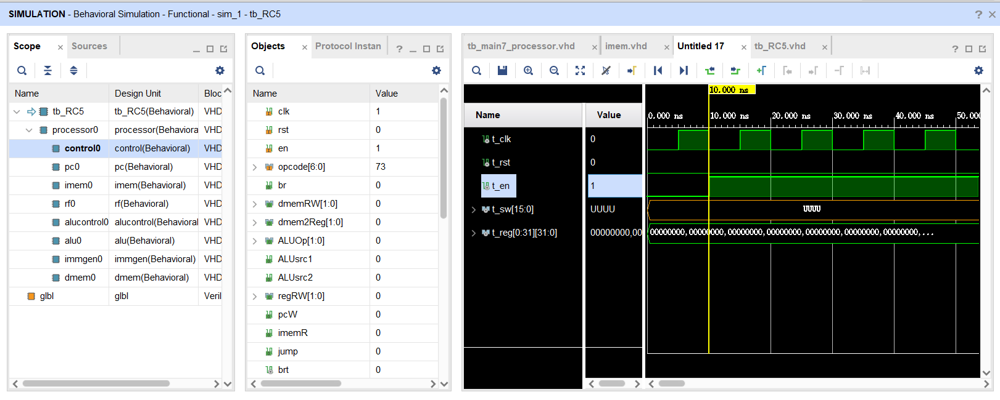 SIMULATION - Behavioral Simulation - Functional - sim_1 - tb_RC5
Scope
Sources
Name Design Unit Bloc
tb_RC5 tb_RC5(Behavioral) VHD
processor0 processor(Behaviora VHD
control0 control(Behavioral) VHD
pc0 pc(Behavioral) VHD
imem0 imem(Behavioral) VHD
rf0 rf(Behavioral) VHD
alucontrol0 alucontrol(Behavioral VHD
alu0 alu(Behavioral) VHD
immgen0 immgen(Behavioral) VHD
dmem0 dmem(Behavioral) VHD
glbl glbl Veril
Objects
Protocol Instan
Name Value
clk 1
rst 0
en 1
opcode[6:0] 73
br 0
dmemRW[1:0] 0
dmem2Reg[1:0] 0
ALUOp[1:0] 0
ALUsrc1 0
ALUsrc2 0
regRW[1:0] 0
pcW 0
imemR 0
jump 0
brt 0
tb_main7_processor.vhd
imem.vhd
Untitled 17
tb_RC5.vhd
10.000 ns
Name Value
0.000 ns 10.000 ns 20.000 ns 30.000 ns 40.000 ns 50.000
t_clk 0
t_rst 0
t_en 1
t_sw[15:0] UUUU UUUU
t_reg[0:31][31:0] 00000000,00 00000000,00000000,00000000,00000000,00000000,00000000,00000000,...